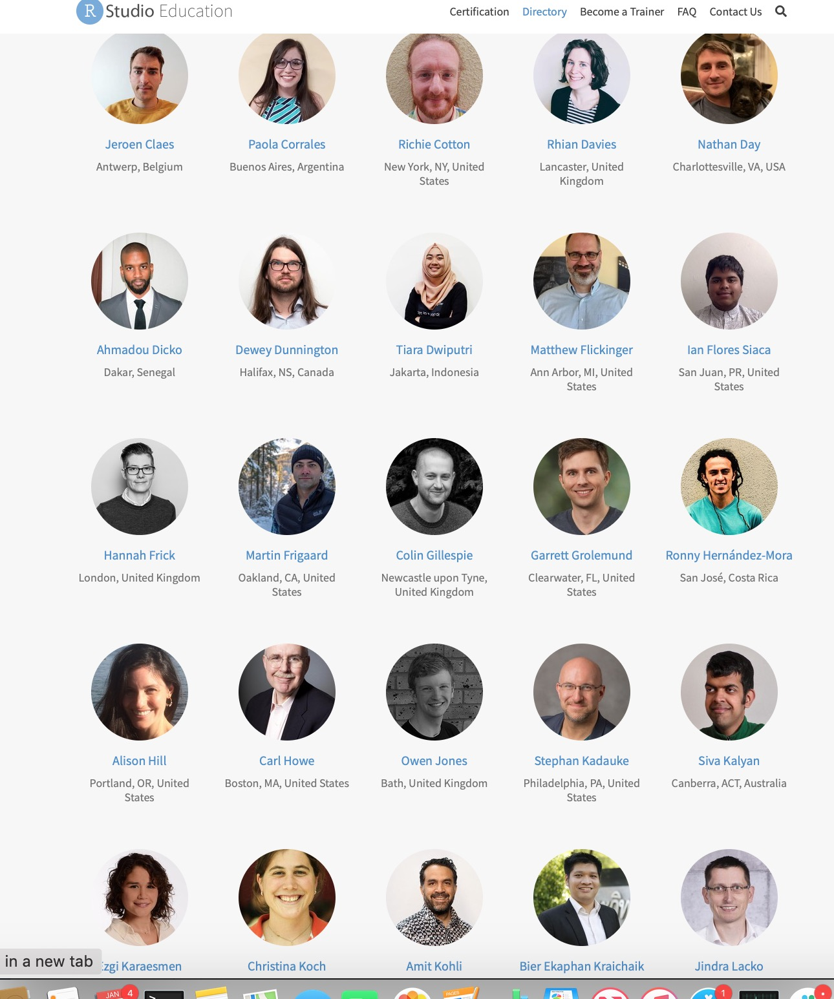 R Studio Education
Certification Directory Become a Trainer FAQ Contact Us
Jeroen Claes
Antwerp, Belgium
Paola Corrales
Buenos Aires, Argentina
Richie Cotton
New York, NY, United
States
Rhian Davies
Lancaster, United
Kingdom
Nathan Day
Charlottesville, VA, USA
Ahmadou Dicko
Dakar, Senegal
Dewey Dunnington
Halifax, NS, Canada
Tiara Dwiputri
Jakarta, Indonesia
Matthew Flickinger
Ann Arbor, MI, United
States
Ian Flores Siaca
San Juan, PR, United
States
Hannah Frick
London, United Kingdom
Martin Frigaard
Oakland, CA, United
States
Colin Gillespie
Newcastle upon Tyne,
United Kingdom
Garrett Grolemund
Clearwater, FL, United
States
Ronny Hernández-Mora
San José, Costa Rica
Alison Hill
Portland, OR, United
States
Carl Howe
Boston, MA, United States
Owen Jones
Bath, United Kingdom
Stephan Kadauke
Philadelphia, PA, United
States
Siva Kalyan
Canberra, ACT, Australia
Ezgi Karaesmen
Christina Koch
Amit Kohli
Bier Ekaphan Kraichaik
Jindra Lacko
in a new tab
JAN
4
PAGES
1